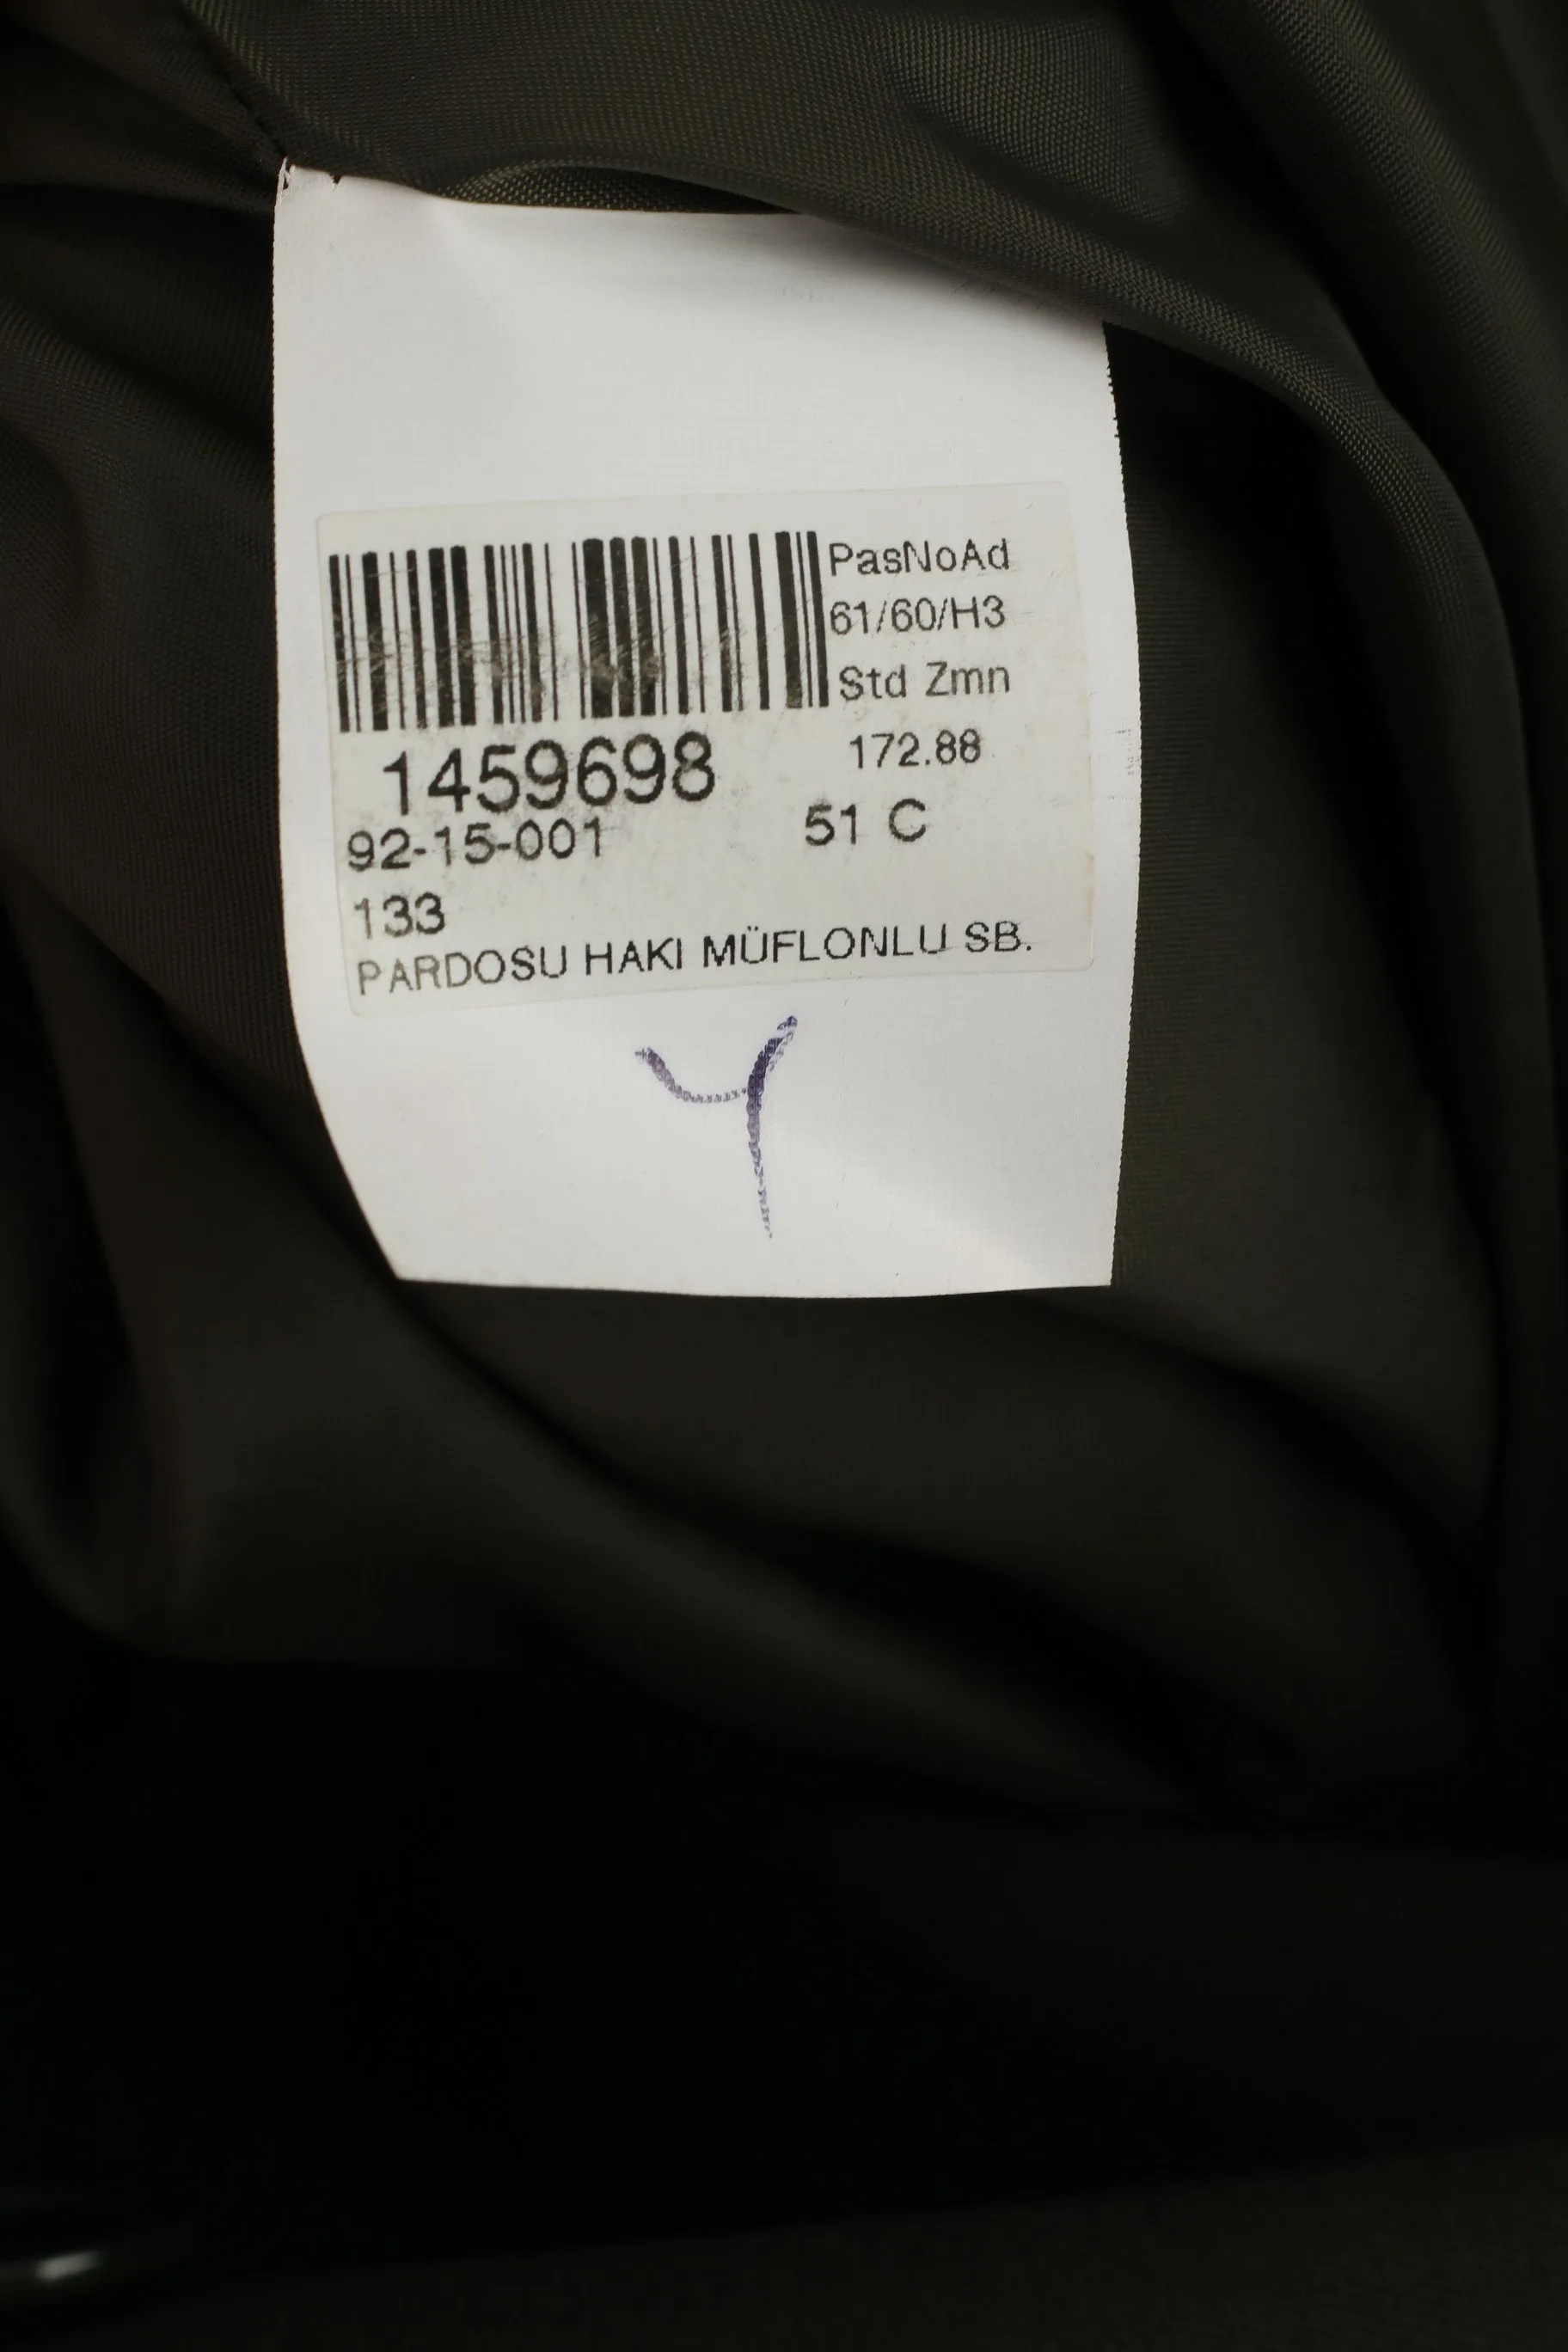 PasNoAd
61/60/H3
Std Zmn
1459698
172.88
92-15-001
51 C
133
PARDOSU HAKI MÜFLONLU SB.
Y